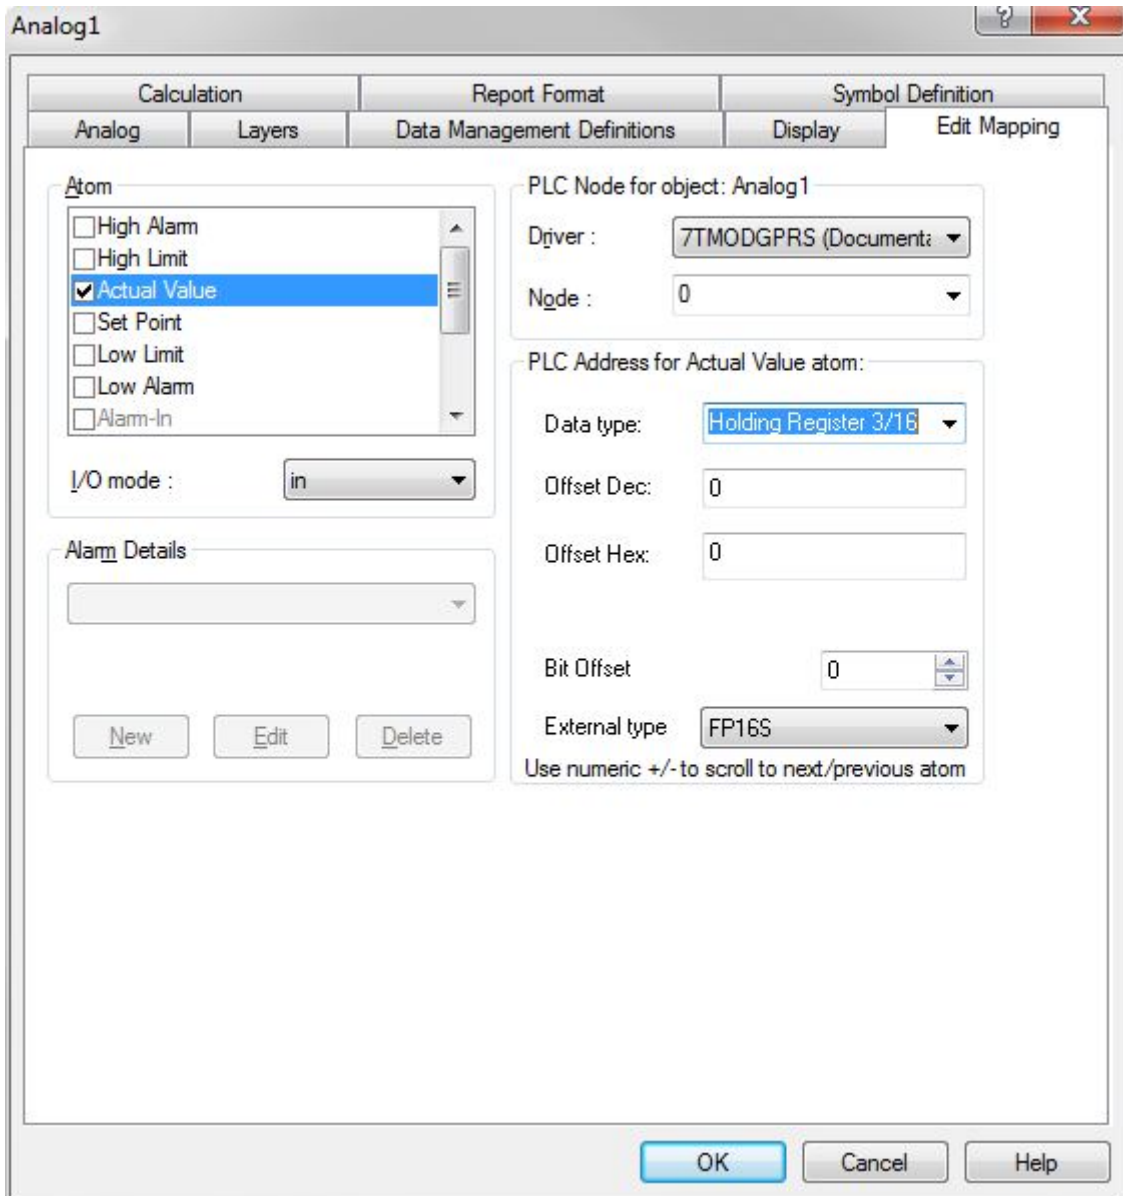 Analog1
Calculation Report Format Symbol Definition
Analog Layers Data Management Definitions Display Edit Mapping
Atom
High Alarm
High Limit
Actual Value
Set Point
Low Limit
Low Alarm
Alarm-In
I/O mode : in
Alarm Details
New Edit Delete
PLC Node for object: Analog1
Driver : 7TMODGPRS (Documenta
Node : 0
PLC Address for Actual Value atom:
Data type: Holding Register 3/16
Offset Dec: 0
Offset Hex: 0
Bit Offset 0
External type FP16S
Use numeric +/- to scroll to next/previous atom
OK Cancel Help